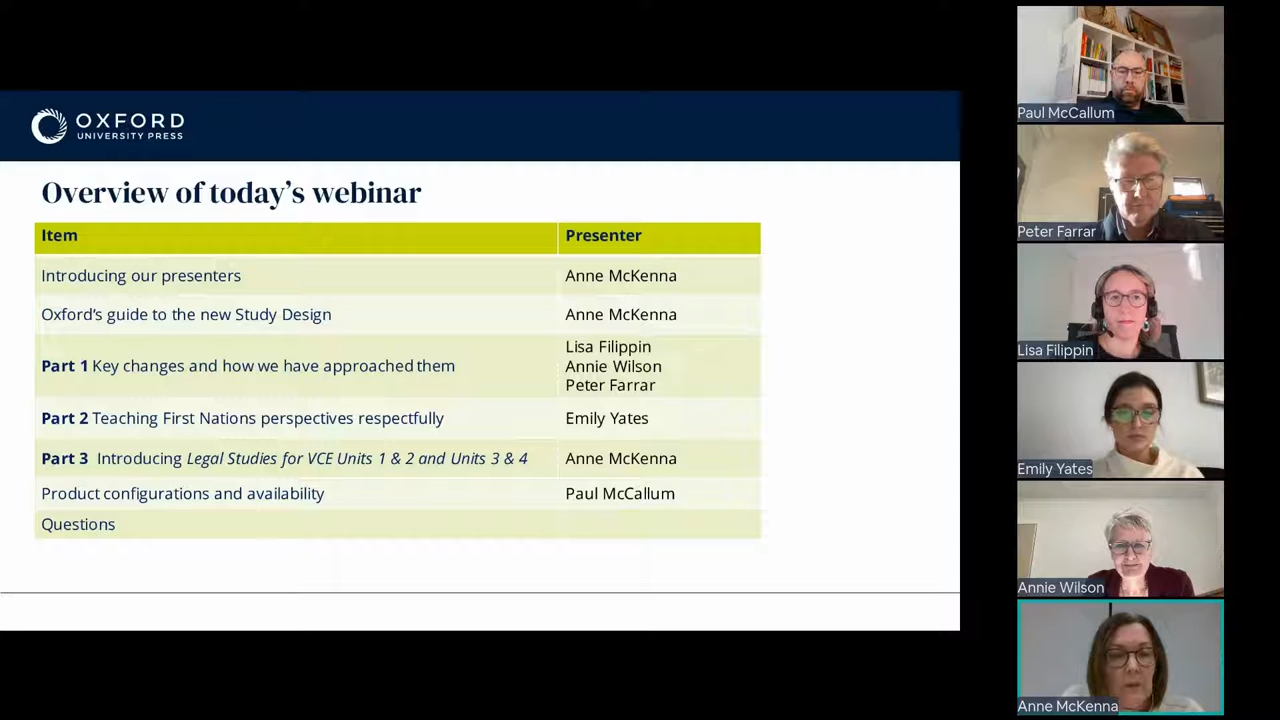 OXFORD
UNIVERSITY PRESS
Overview of today’s webinar
Item Presenter
Introducing our presenters Anne McKenna
Oxford’s guide to the new Study Design Anne McKenna
Part 1 Key changes and how we have approached them Lisa Filippin
Annie Wilson
Peter Farrar
Part 2 Teaching First Nations perspectives respectfully Emily Yates
Part 3 Introducing Legal Studies for VCE Units 1 & 2 and Units 3 & 4 Anne McKenna
Product configurations and availability Paul McCallum
Questions
Paul McCallum
Peter Farrar
Lisa Filippin
Emily Yates
Annie Wilson
Anne McKenna